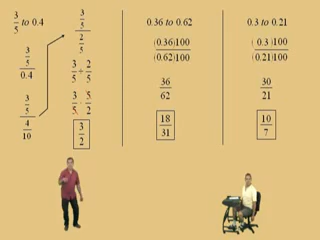 3/5 to 0.4
(3/5)/0.4
(3/5)/(4/10)
(3/5)/(2/5)
3/5 ÷ 2/5
3/5 · 5/2
3/2
0.36 to 0.62
(0.36)100/(0.62)100
36/62
18/31
0.3 to 0.21
(0.3)100/(0.21)100
30/21
10/7